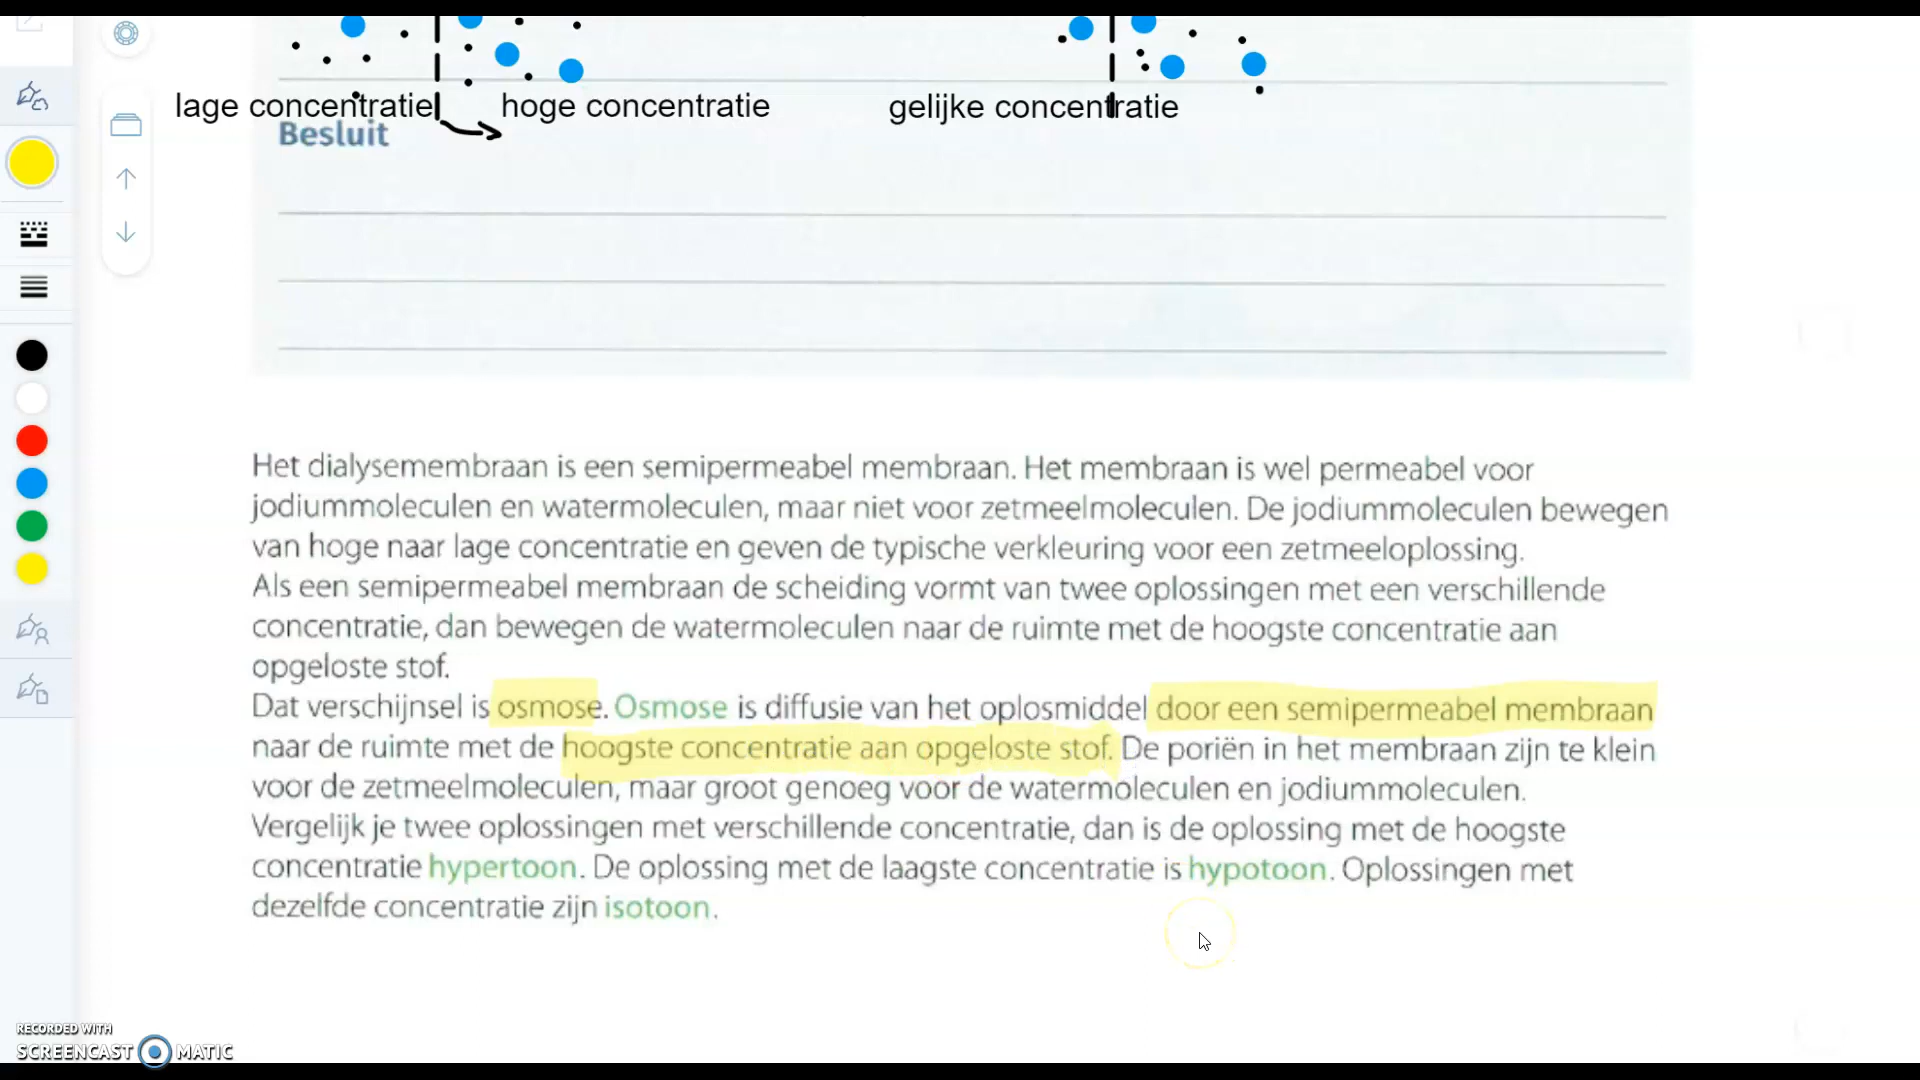 lage concentratie hoge concentratie gelijke concentratie
Besluit
Het dialysemembraan is een semipermeabel membraan. Het membraan is wel permeabel voor
jodiummoleculen en watermoleculen, maar niet voor zetmeelmoleculen. De jodiummoleculen bewegen
van hoge naar lage concentratie en geven de typische verkleuring voor een zetmeeloplossing.
Als een semipermeabel membraan de scheiding vormt van twee oplossingen met een verschillende
concentratie, dan bewegen de watermoleculen naar de ruimte met de hoogste concentratie aan
opgeloste stof.
Dat verschijnsel is osmose. Osmose is diffusie van het oplosmiddel door een semipermeabel membraan
naar de ruimte met de hoogste concentratie aan opgeloste stof. De poriën in het membraan zijn te klein
voor de zetmeelmoleculen, maar groot genoeg voor de watermoleculen en jodiummoleculen.
Vergelijk je twee oplossingen met verschillende concentratie, dan is de oplossing met de hoogste
concentratie hypertoon. De oplossing met de laagste concentratie is hypotoon. Oplossingen met
dezelfde concentratie zijn isotoon.
RECORDED WITH
SCREENCAST MATIC